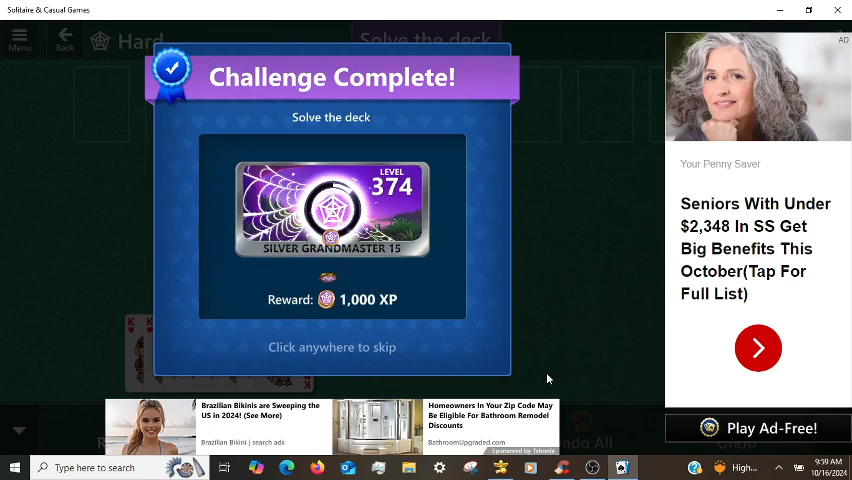 Solitaire & Casual Games
Menu
Back
Hard
Solve the deck
Challenge Complete!
Solve the deck
LEVEL
374
SILVER GRANDMASTER 15
Reward: 1,000 XP
Click anywhere to skip
K K
K
AD
Your Penny Saver
Seniors With Under
$2,348 In SS Get
Big Benefits This
October(Tap For
Full List)
Play Ad-Free!
Brazilian Bikinis are Sweeping the
US in 2024! (See More)
Brazilian Bikini | search ads
Homeowners In Your Zip Code May
Be Eligible For Bathroom Remodel
Discounts
BathroomUpgraded.com
Sponsored by Taboola
Undo All
Undo
Type here to search
High...
9:59 AM
10/16/2024